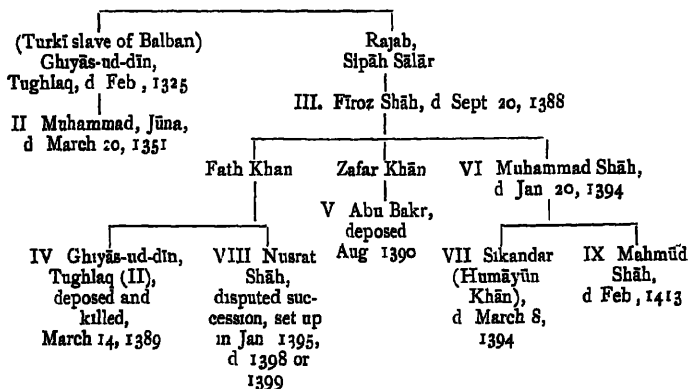 (Turkī slave of Balban)
Ghiyās-ud-dīn,
Tughlaq, d Feb, 1325
II Muhammad, Jūna,
d March 20, 1351
Rajab,
Sipāh Sālār
III. Fīroz Shāh, d Sept 20, 1388
Fath Khan
Zafar Khān
V Abu Bakr,
deposed
Aug 1390
VI Muhammad Shāh,
d Jan 20, 1394
IV Ghiyās-ud-dīn,
Tughlaq (II),
deposed and
killed,
March 14, 1389
VIII Nusrat
Shāh,
disputed suc-
cession, set up
in Jan 1395,
d 1398 or
1399
VII Sikandar
(Humāyūn
Khān),
d March 8,
1394
IX Mahmūd
Shāh,
d Feb, 1413